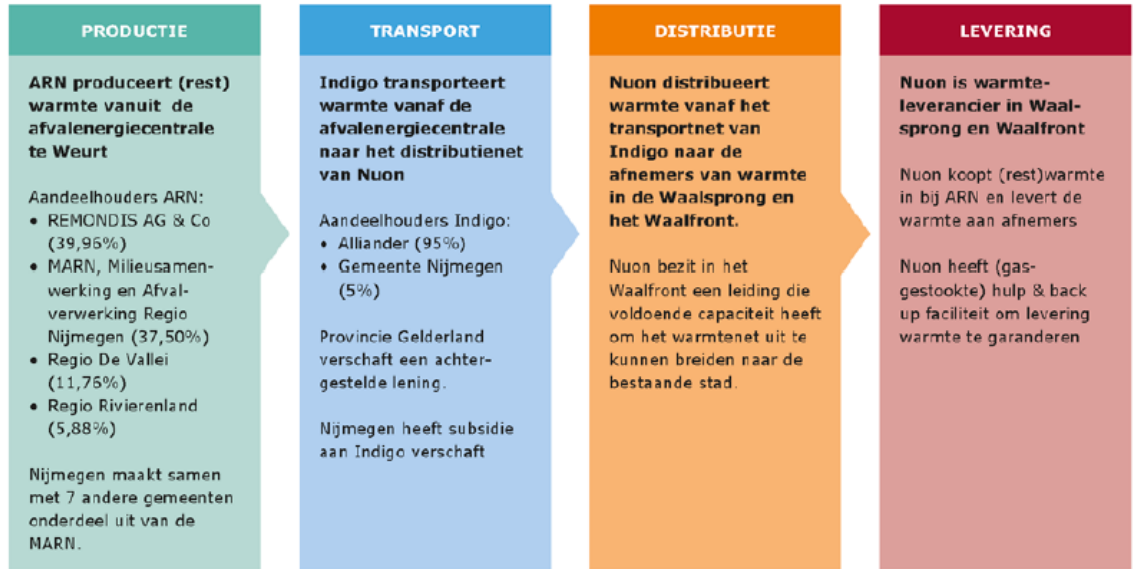 PRODUCTIE
ARN produceert (rest)
warmte vanuit de
afvalenergiecentrale
te Weurt
Aandeelhouders ARN:
• REMONDIS AG & Co
(39,96%)
• MARN, Milieusamen-
werking en Afval-
verwerking Regio
Nijmegen (37,50%)
• Regio De Vallei
(11,76%)
• Regio Rivierenland
(5,88%)
Nijmegen maakt samen
met 7 andere gemeenten
onderdeel uit van de
MARN.
TRANSPORT
Indigo transporteert
warmte vanaf de
afvalenergiecentrale
naar het distributienet
van Nuon
Aandeelhouders Indigo:
• Alliander (95%)
• Gemeente Nijmegen
(5%)
Provincie Gelderland
verschaft een achter-
gestelde lening.
Nijmegen heeft subsidie
aan Indigo verschaft
DISTRIBUTIE
Nuon distribueert
warmte vanaf het
transportnet van
Indigo naar de
afnemers van warmte
in de Waalsprong en
het Waalfront.
Nuon bezit in het
Waalfront een leiding die
voldoende capaciteit heeft
om het warmtenet uit te
kunnen breiden naar de
bestaande stad.
LEVERING
Nuon is warmte-
leverancier in Waal-
sprong en Waalfront
Nuon koopt (rest)warmte
in bij ARN en levert de
warmte aan afnemers
Nuon heeft (gas-
gestookte) hulp & back
up faciliteit om levering
warmte te garanderen